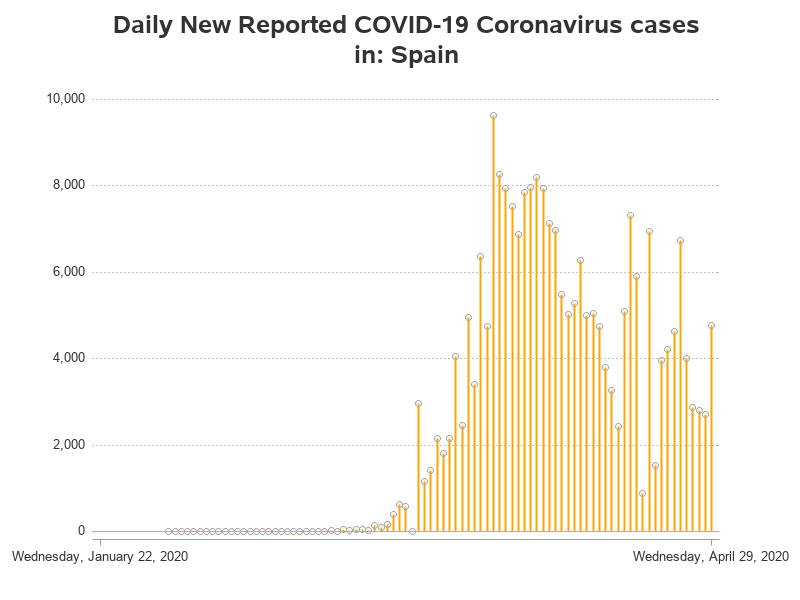 Daily New Reported COVID-19 Coronavirus cases
in: Spain
10,000
8,000
6,000
4,000
2,000
0
Wednesday, January 22, 2020
Wednesday, April 29, 2020